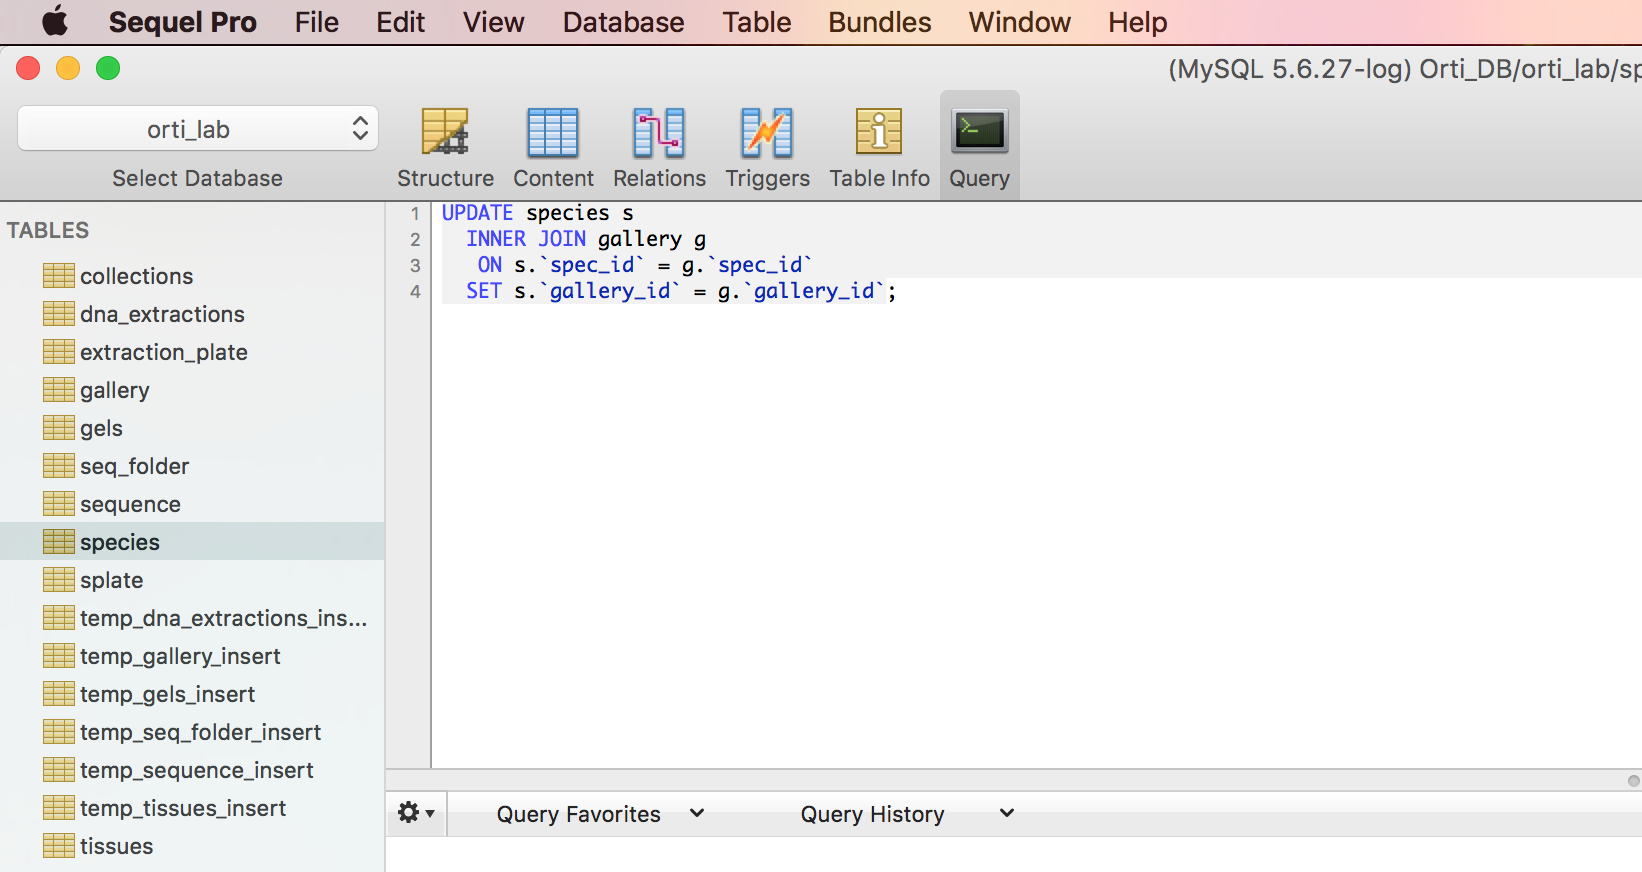 Sequel Pro File Edit View Database Table Bundles Window Help
(MySQL 5.6.27-log) Orti_DB/orti_lab/sp
orti_lab
Select Database Structure Content Relations Triggers Table Info Query
TABLES
collections
dna_extractions
extraction_plate
gallery
gels
seq_folder
sequence
species
splate
temp_dna_extractions_ins...
temp_gallery_insert
temp_gels_insert
temp_seq_folder_insert
temp_sequence_insert
temp_tissues_insert
tissues
1 UPDATE species s
2 INNER JOIN gallery g
3 ON s.`spec_id` = g.`spec_id`
4 SET s.`gallery_id` = g.`gallery_id`;
Query Favorites Query History